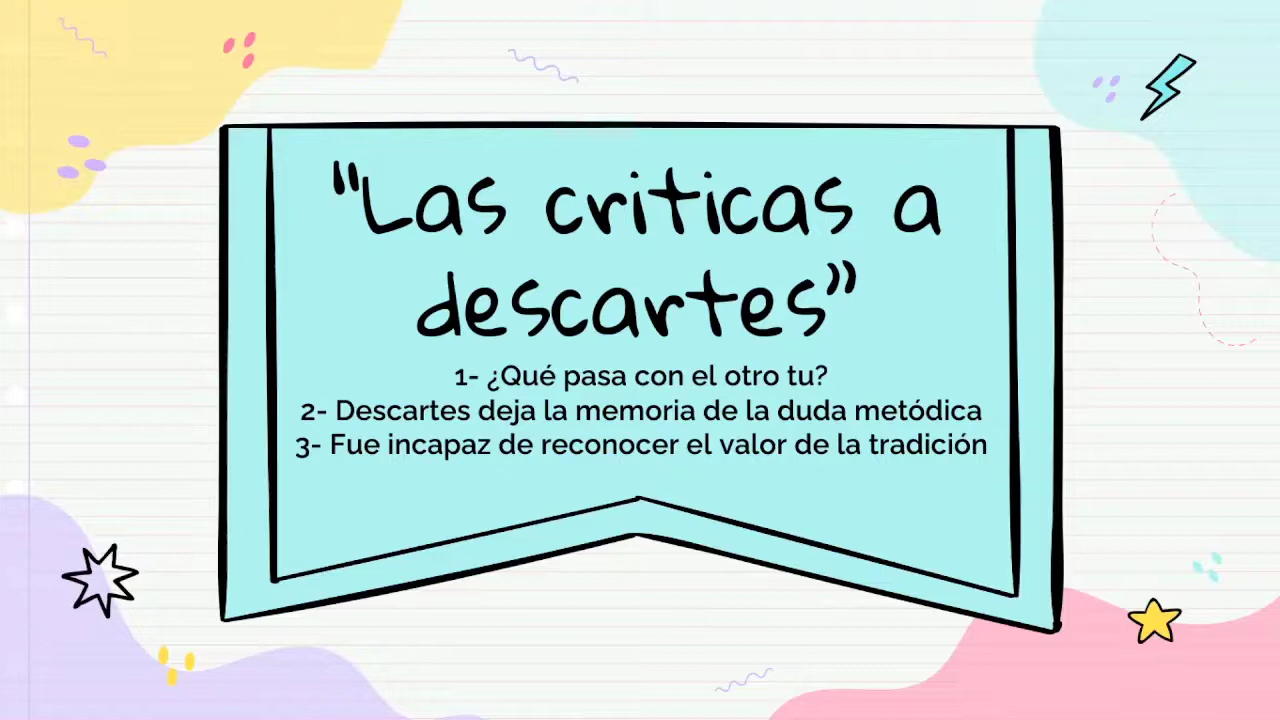 "Las criticas a
descartes"
1- ¿Qué pasa con el otro tu?
2- Descartes deja la memoria de la duda metódica
3- Fue incapaz de reconocer el valor de la tradición